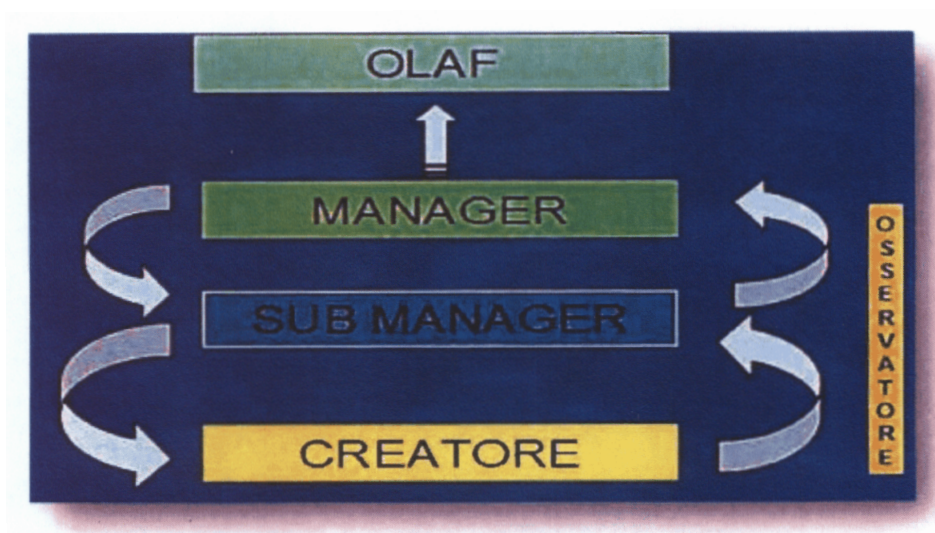 OLAF
MANAGER
SUB MANAGER
CREATORE
OSSERVATORE